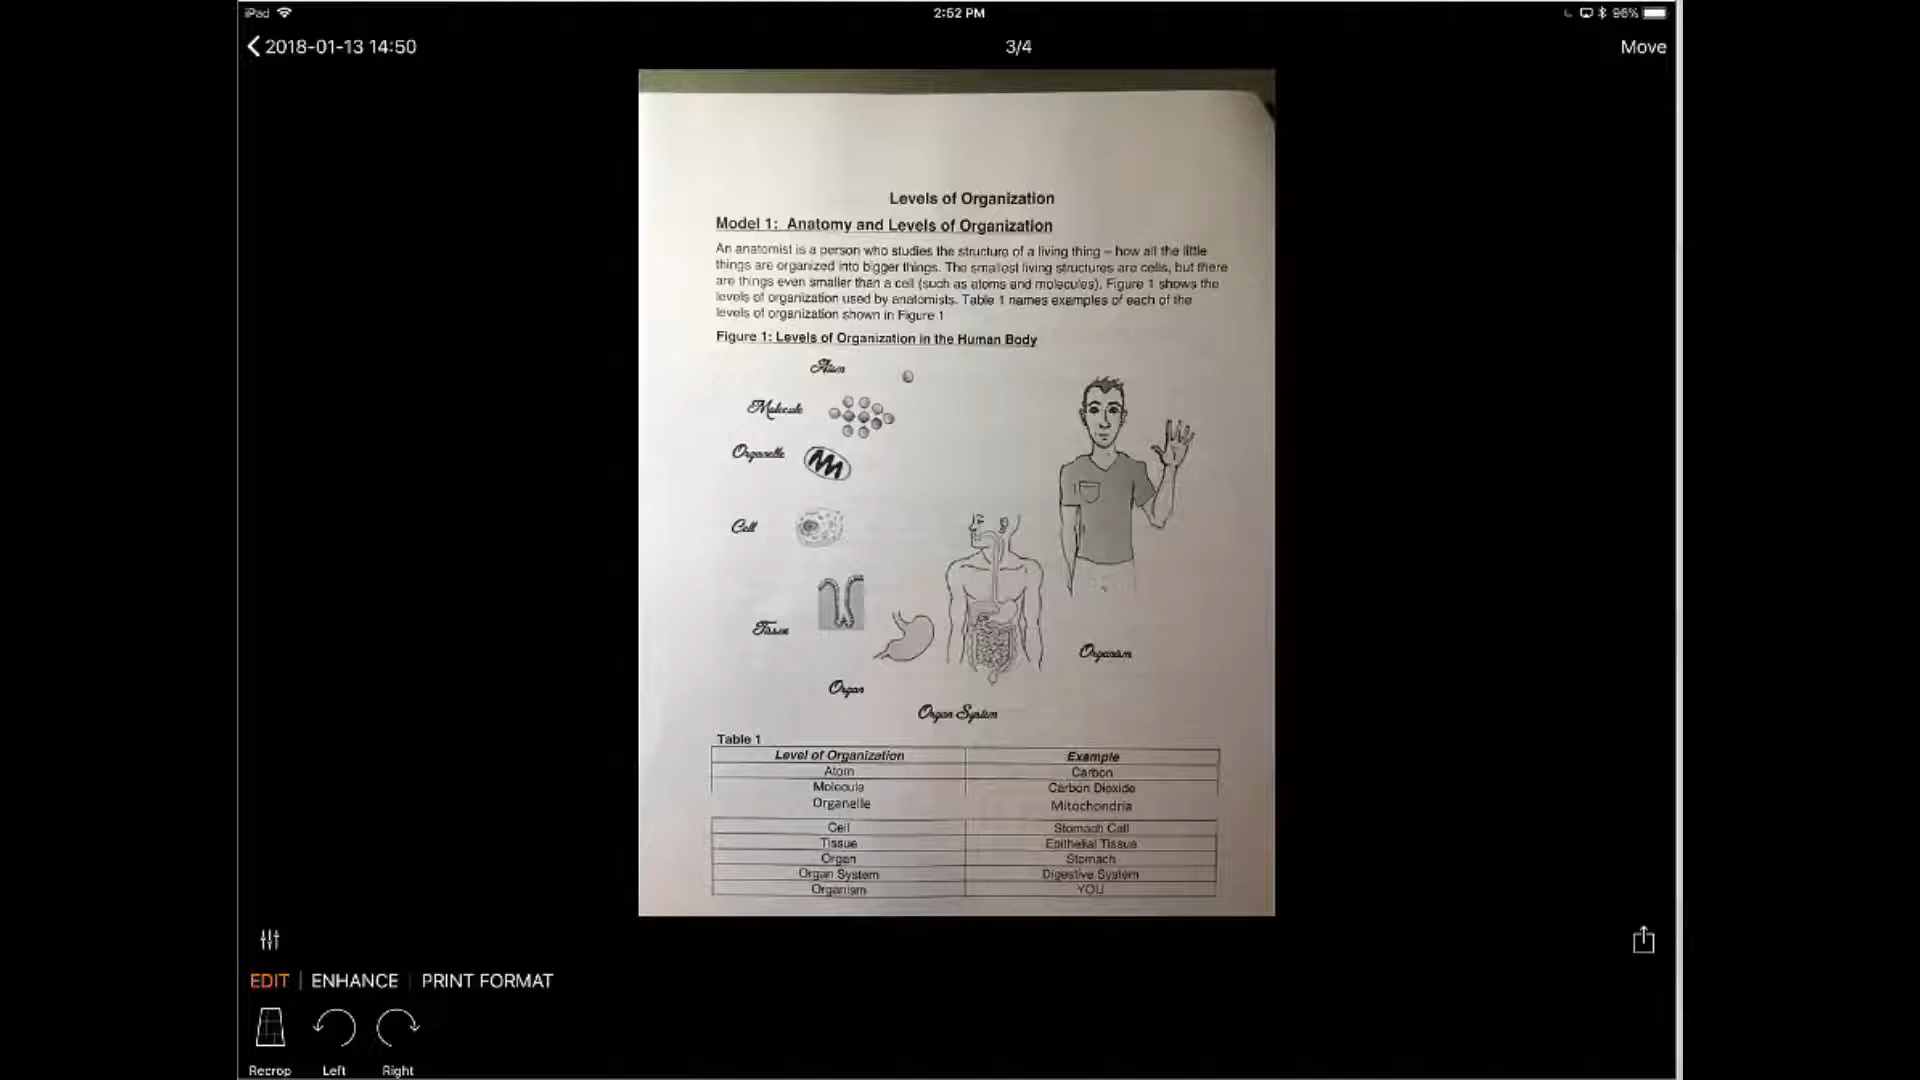 iPad
2:52 PM
96%
2018-01-13 14:50
3/4
Move
Levels of Organization
Model 1: Anatomy and Levels of Organization
An anatomist is a person who studies the structure of a living thing – how all the little
things are organized into bigger things. The smallest living structures are cells, but there
are things even smaller than a cell (such as atoms and molecules). Figure 1 shows the
levels of organization used by anatomists. Table 1 names examples of each of the
levels of organization shown in Figure 1
Figure 1: Levels of Organization in the Human Body
Atom
Molecule
Organelle
Cell
Tissue
Organ
Organ System
Organism
Table 1
Level of Organization Example
Atom Carbon
Molecule Carbon Dioxide
Organelle Mitochondria
Cell Stomach Cell
Tissue Epithelial Tissue
Organ Stomach
Organ System Digestive System
Organism YOU
EDIT | ENHANCE | PRINT FORMAT
Recrop Left Right